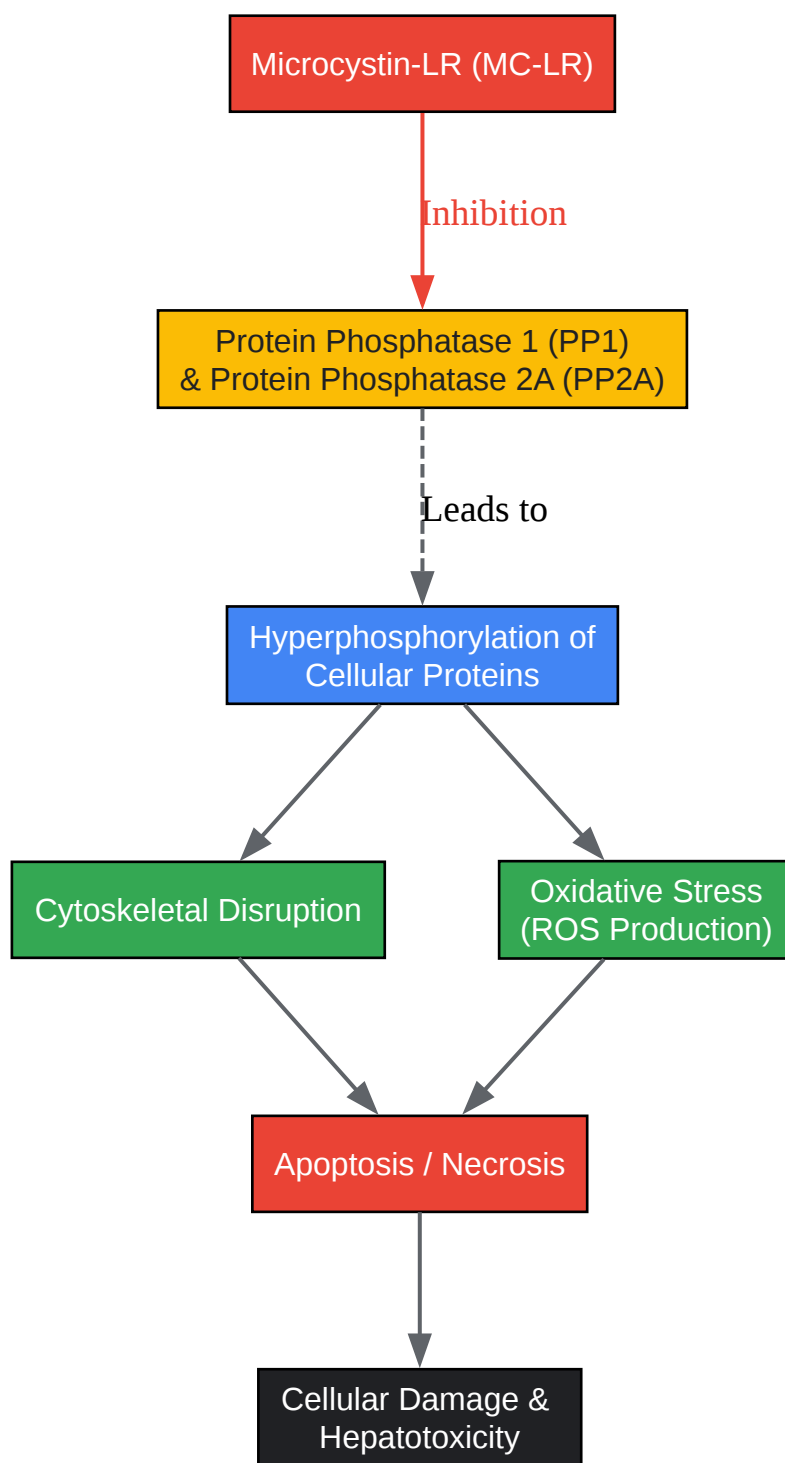 Microcystin-LR (MC-LR)
Inhibition
Protein Phosphatase 1 (PP1)
& Protein Phosphatase 2A (PP2A)
Leads to
Hyperphosphorylation of
Cellular Proteins
Cytoskeletal Disruption
Oxidative Stress
(ROS Production)
Apoptosis / Necrosis
Cellular Damage &
Hepatotoxicity